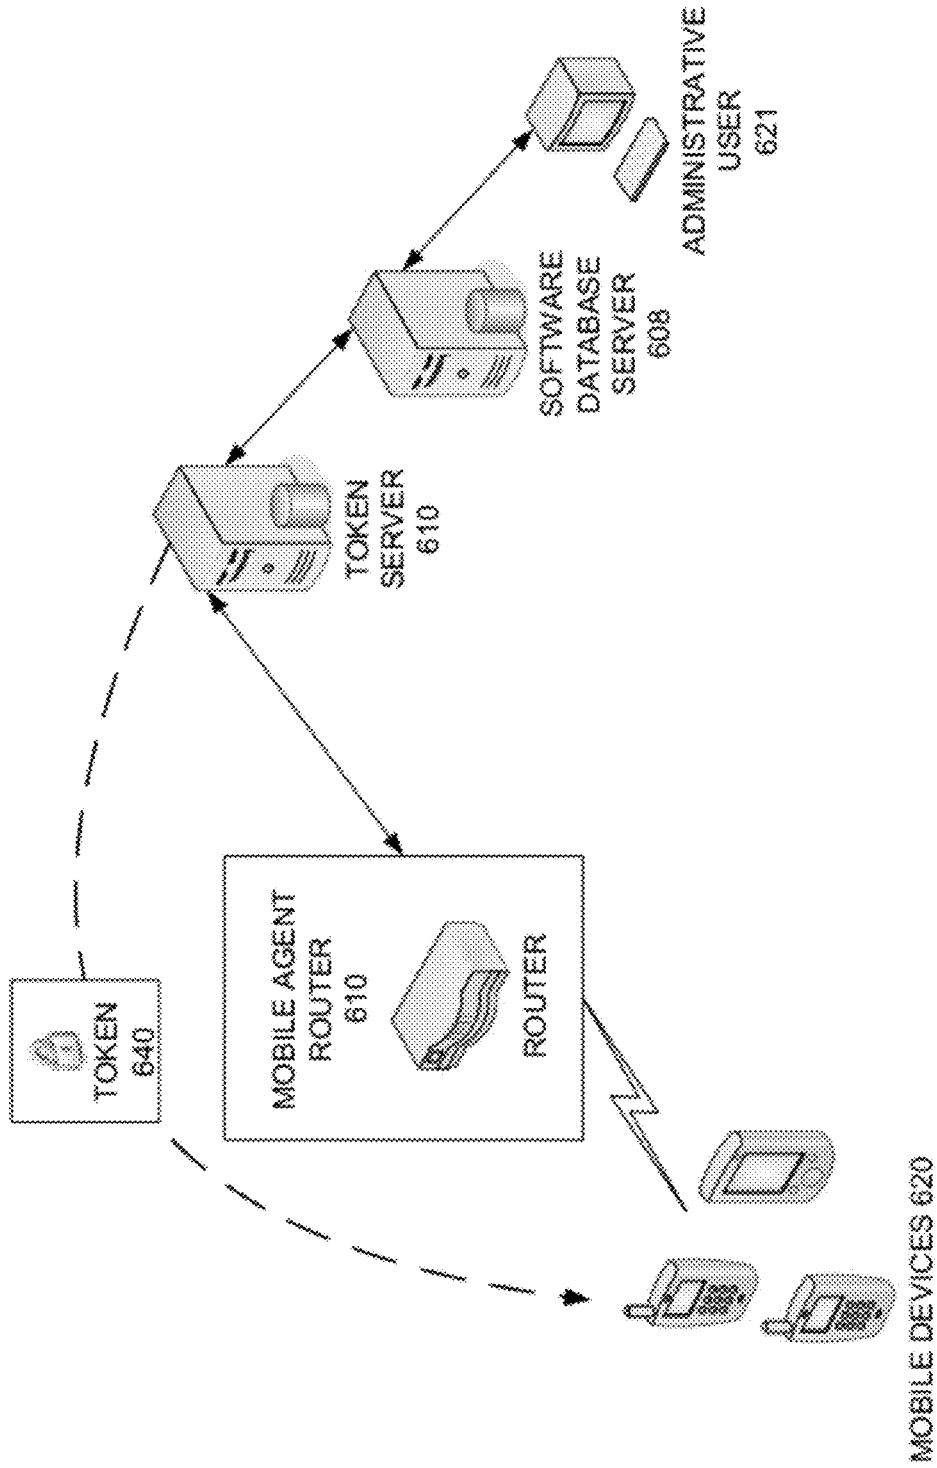 TOKEN
640
MOBILE AGENT
ROUTER
610
ROUTER
MOBILE DEVICES 620
TOKEN
SERVER
610
SOFTWARE
DATABASE
SERVER
608
ADMINISTRATIVE
USER
621